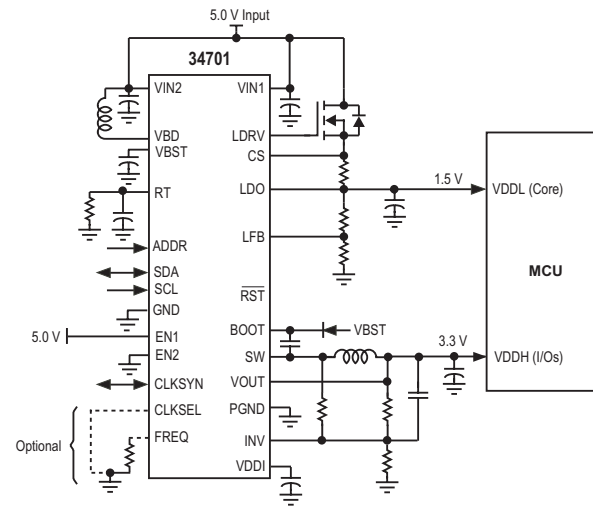 5.0 V Input
34701
VIN2
VIN1
VBD
LDRV
VBST
CS
RT
LDO
1.5 V
VDDL (Core)
ADDR
LFB
MCU
SDA
SCL
RST
GND
BOOT
VBST
5.0 V
EN1
SW
3.3 V
VDDH (I/Os)
EN2
VOUT
CLKSYN
CLKSEL
PGND
Optional
FREQ
INV
VDDI